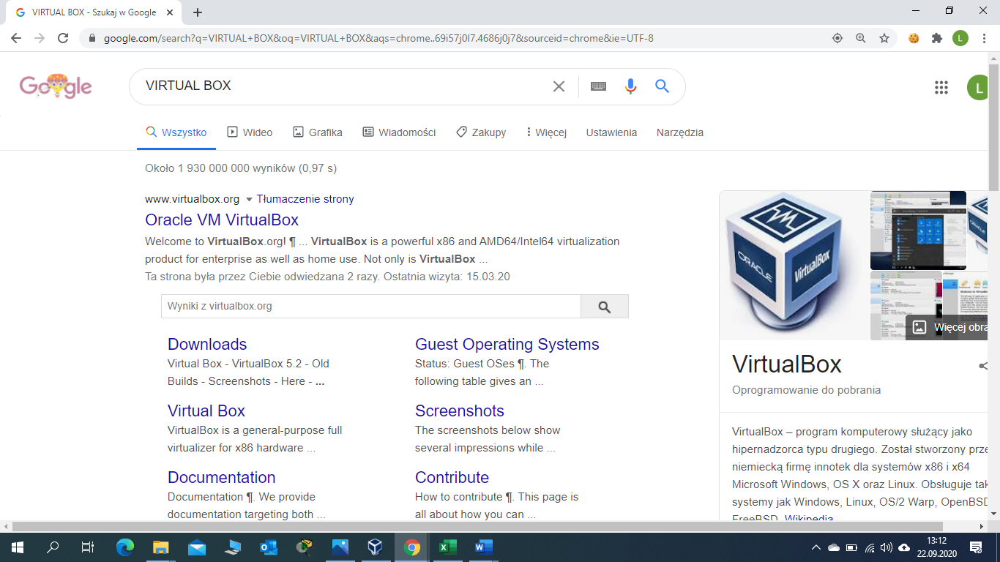 VIRTUAL BOX - Szukaj w Google
google.com/search?q=VIRTUAL+BOX&oq=VIRTUAL+BOX&aqs=chrome..69i57j0l7.4686j0j7&sourceid=chrome&ie=UTF-8
L
Google
VIRTUAL BOX
L
Wszystko Wideo Grafika Wiadomości Zakupy Więcej Ustawienia Narzędzia
Około 1 930 000 000 wyników (0,97 s)
www.virtualbox.org Tłumaczenie strony
Oracle VM VirtualBox
Welcome to VirtualBox.org! ¶ ... VirtualBox is a powerful x86 and AMD64/Intel64 virtualization
product for enterprise as well as home use. Not only is VirtualBox ...
Ta strona była przez Ciebie odwiedzana 2 razy. Ostatnia wizyta: 15.03.20
Wyniki z virtualbox.org
Downloads
Virtual Box - VirtualBox 5.2 - Old
Builds - Screenshots - Here - ...
Guest Operating Systems
Status: Guest OSes ¶. The
following table gives an ...
Virtual Box
VirtualBox is a general-purpose full
virtualizer for x86 hardware ...
Screenshots
The screenshots below show
several impressions while ...
Documentation
Documentation ¶. We provide
documentation targeting both ...
Contribute
How to contribute ¶. This page is
all about how you can ...
VM
ORACLE
VirtualBox
Więcej obra
VirtualBox
Oprogramowanie do pobrania
VirtualBox – program komputerowy służący jako
hipernadzorca typu drugiego. Został stworzony prze
niemiecką firmę innotek dla systemów x86 i x64
Microsoft Windows, OS X oraz Linux. Obsługuje tak
systemy jak Windows, Linux, OS/2 Warp, OpenBSD
FreeBSD. Wikipedia
13:12
22.09.2020